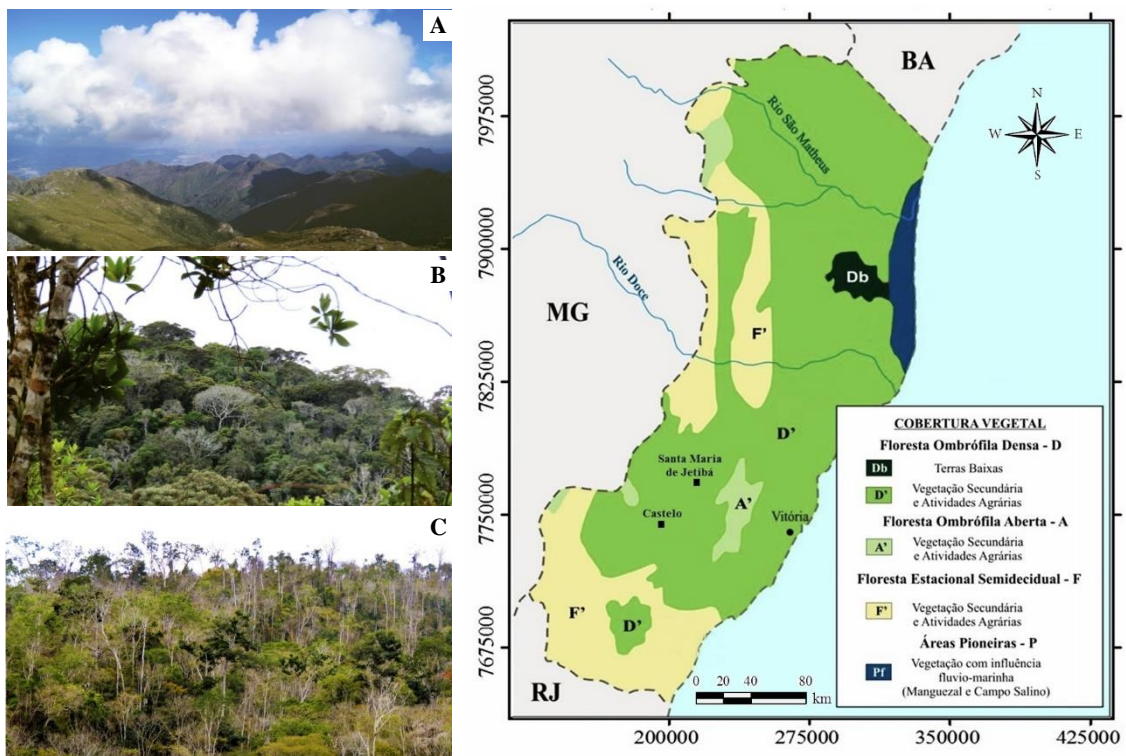 A
B
C
BA
N
W
E
S
Rio São Matheus
Db
Rio Doce
MG
F'
D'
Santa Maria
de Jetibá
A'
Castelo
Vitória
F'
D'
RJ
0 20 40 80
km
7975000
7900000
7825000
7750000
7675000
200000
275000
350000
425000
COBERTURA VEGETAL
Floresta Ombrófila Densa - D
Db Terras Baixas
D' Vegetação Secundária
e Atividades Agrárias
Floresta Ombrófila Aberta - A
A' Vegetação Secundária
e Atividades Agrárias
Floresta Estacional Semidecidual - F
F' Vegetação Secundária
e Atividades Agrárias
Áreas Pioneiras - P
Pf Vegetação com influência
fluvio-marinha
(Manguezal e Campo Salino)